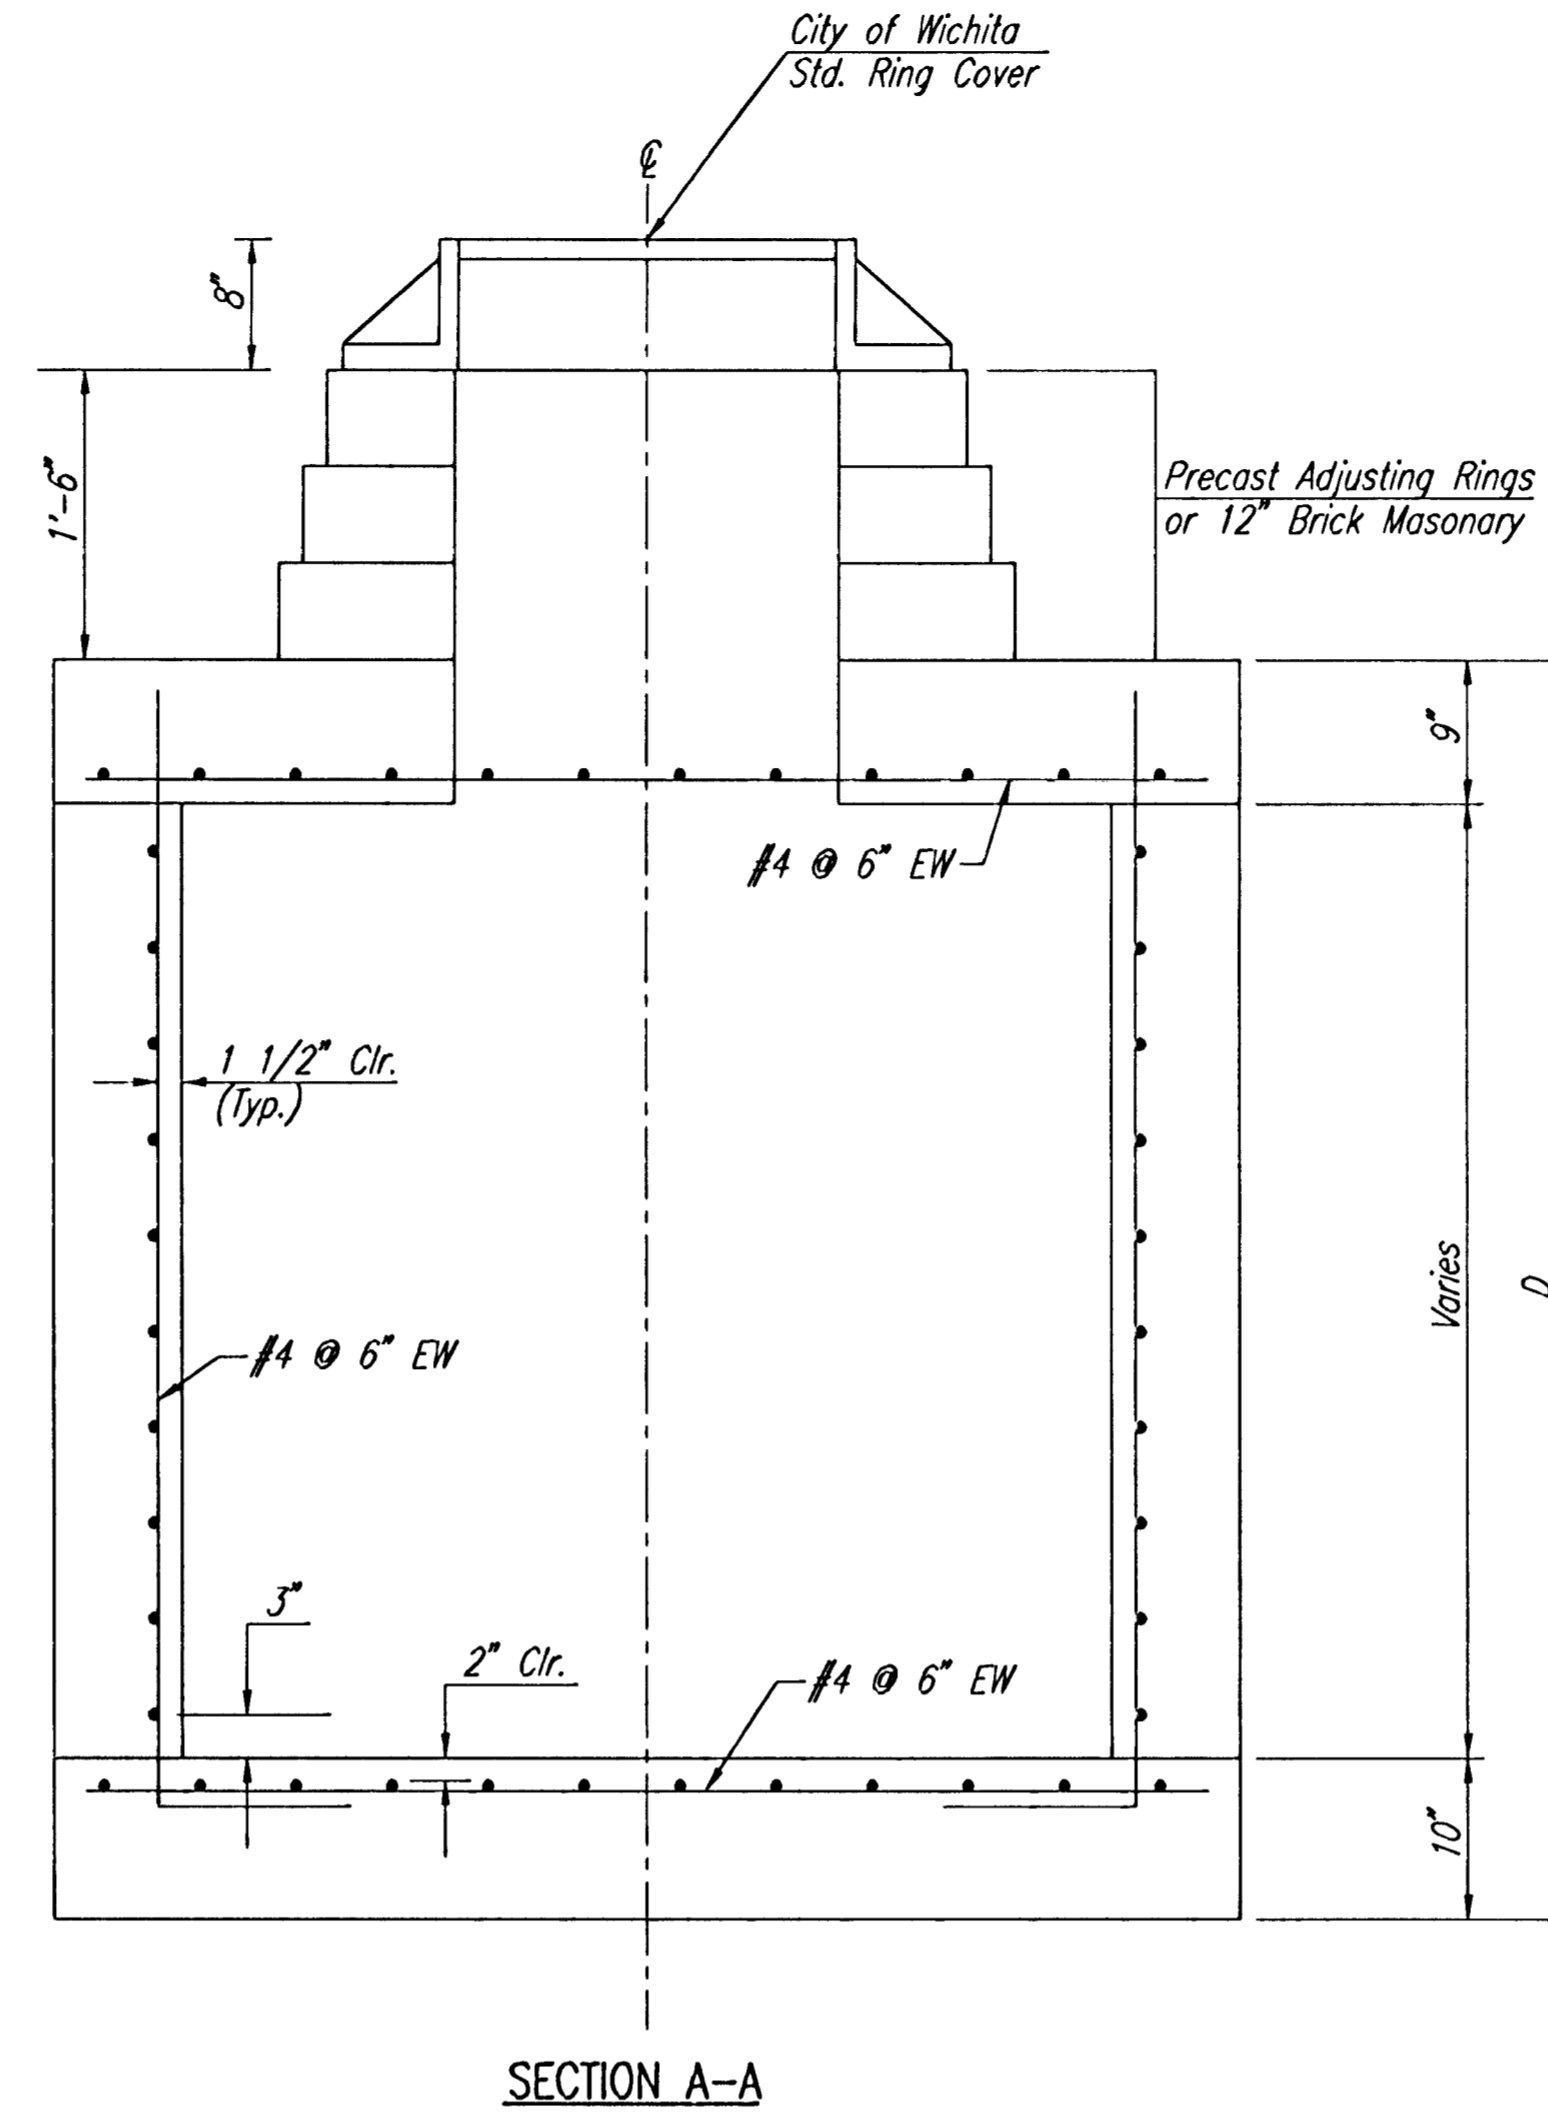 City of Wichita
Std. Ring Cover
℄
8"
1'-6"
Precast Adjusting Rings
or 12" Brick Masonary
9"
#4 @ 6" EW
1 1/2" Clr.
(Typ.)
Varies
D
#4 @ 6" EW
3"
2" Clr.
#4 @ 6" EW
10"
SECTION A-A